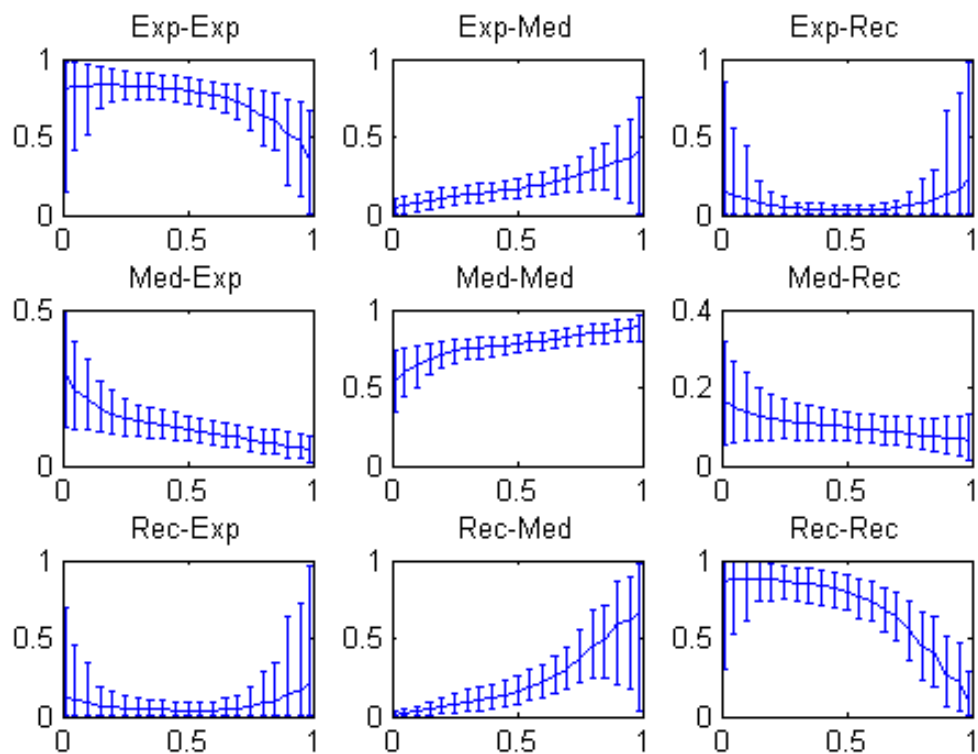 Exp-Exp Exp-Med Exp-Rec
1 1 1
0.5 0.5 0.5
0 0 0
0 0.5 1 0 0.5 1 0 0.5 1
Med-Exp Med-Med Med-Rec
0.5 1 0.4
0.5 0.2
0 0 0
0 0.5 1 0 0.5 1 0 0.5 1
Rec-Exp Rec-Med Rec-Rec
1 1 1
0.5 0.5 0.5
0 0 0
0 0.5 1 0 0.5 1 0 0.5 1